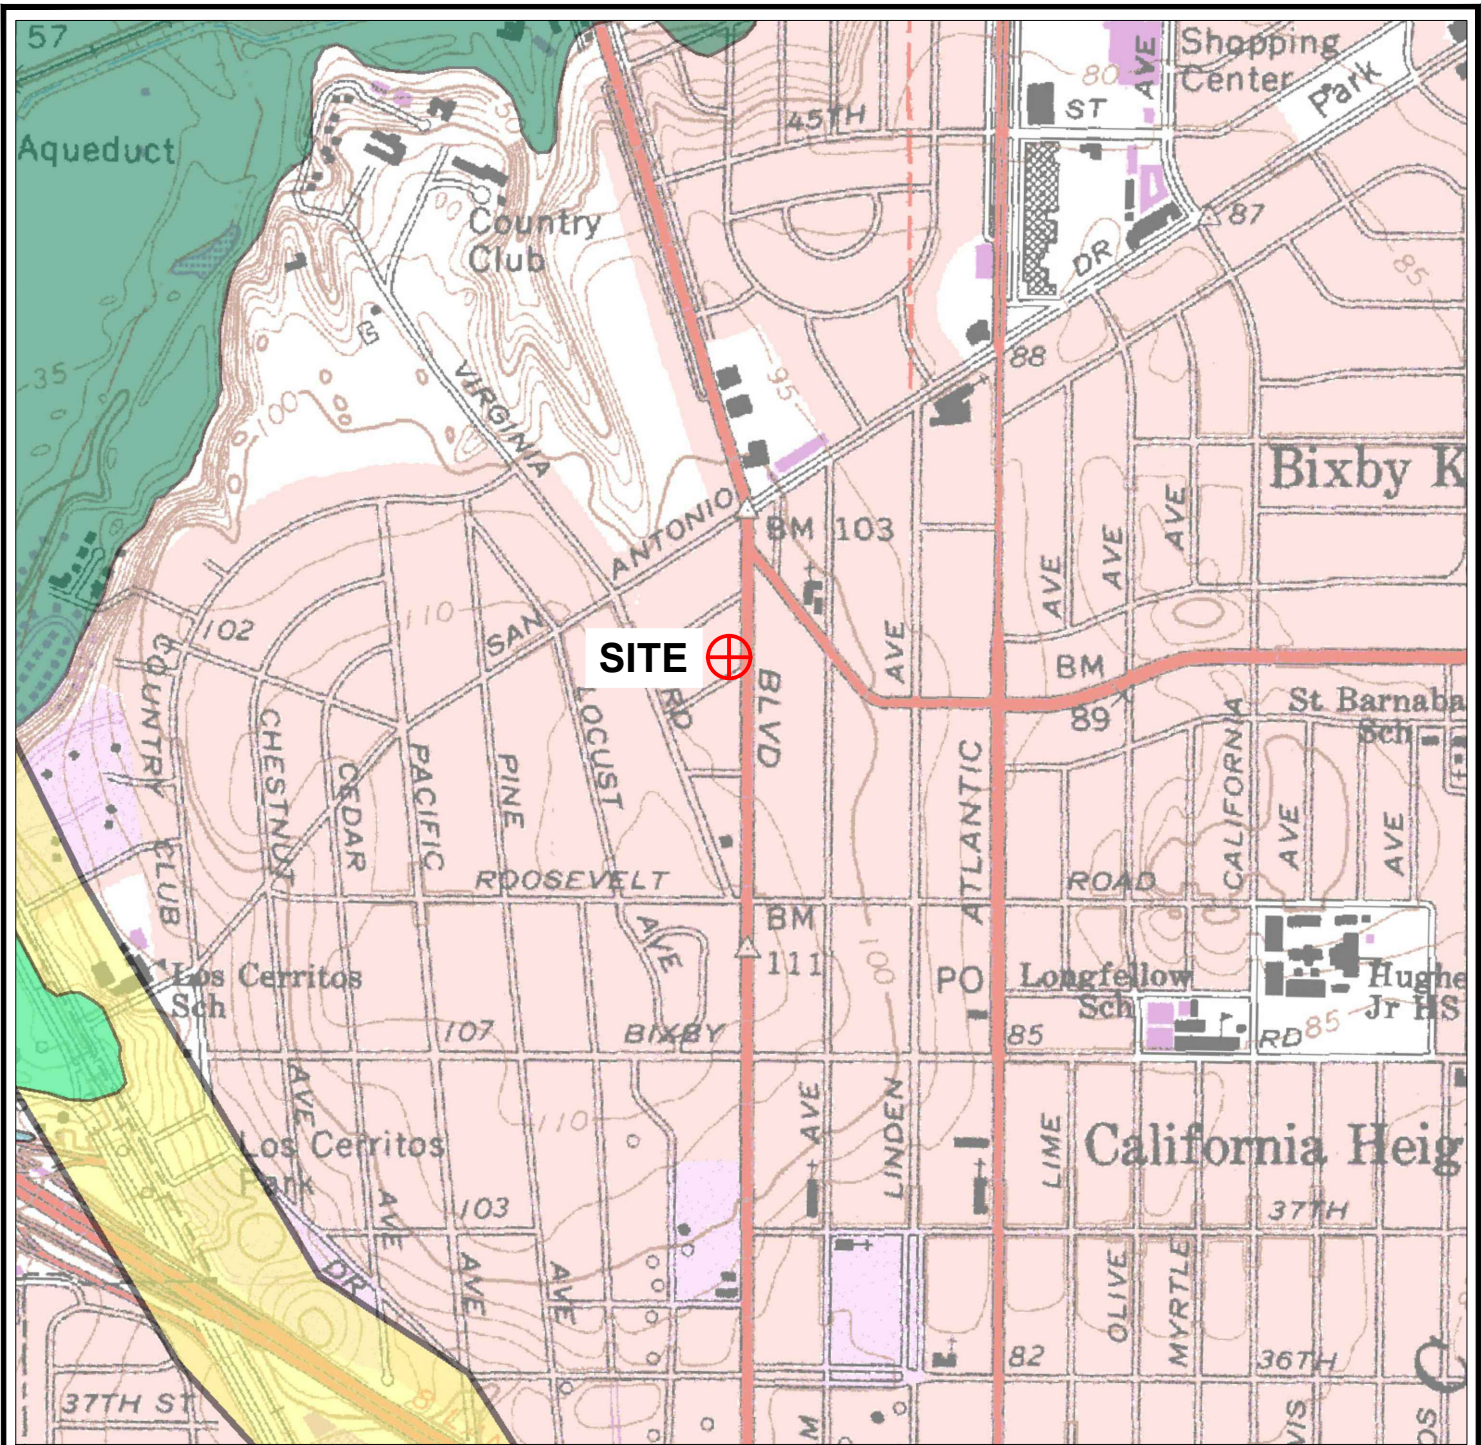 57
Shopping
Center
AVE
80
ST
Park
45TH
Aqueduct
87
Country
Club
DR
85
35
88
95
VIRGINIA
100
Bixby K
ANTONIO
BM 103
AVE
AVE
AVE
110
102
SAN
SITE
AVE
BM
RD
BLVD
89
St Barnaba
Sch
COUNTRY
LOCUST
CHESTNUT
CEDAR
PACIFIC
PINE
ATLANTIC
CALIFORNIA
AVE
AVE
CLUB
ROOSEVELT
ROAD
AVE
BM
111
100
PO
Longfellow
Sch
Hughe
Jr HS
Los Cerritos
Sch
107
BIXBY
85
RD
85
AVE
110
AVE
LINDEN
LIME
California Heig
Los Cerritos
Park
AVE
103
37TH
DR
AVE
AVE
OLIVE
MYRTLE
82
36TH
C
37TH ST
M
VIS
OS